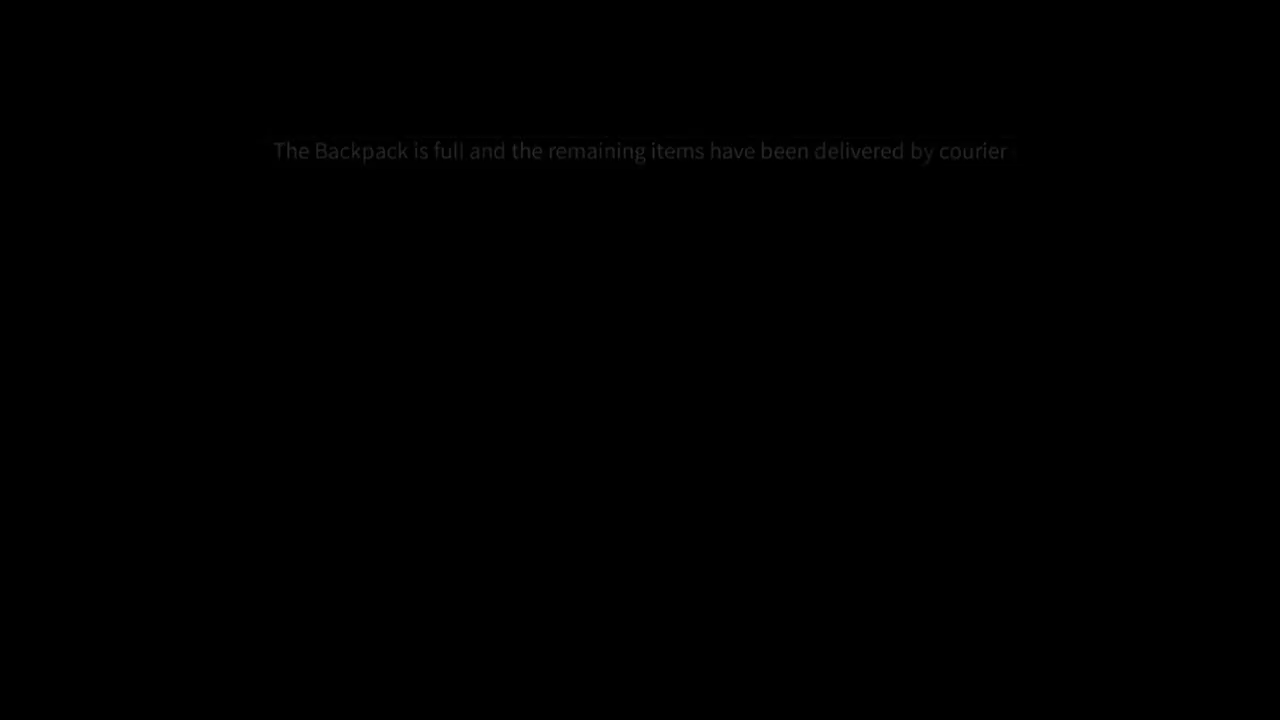 The Backpack is full and the remaining items have been delivered by courier